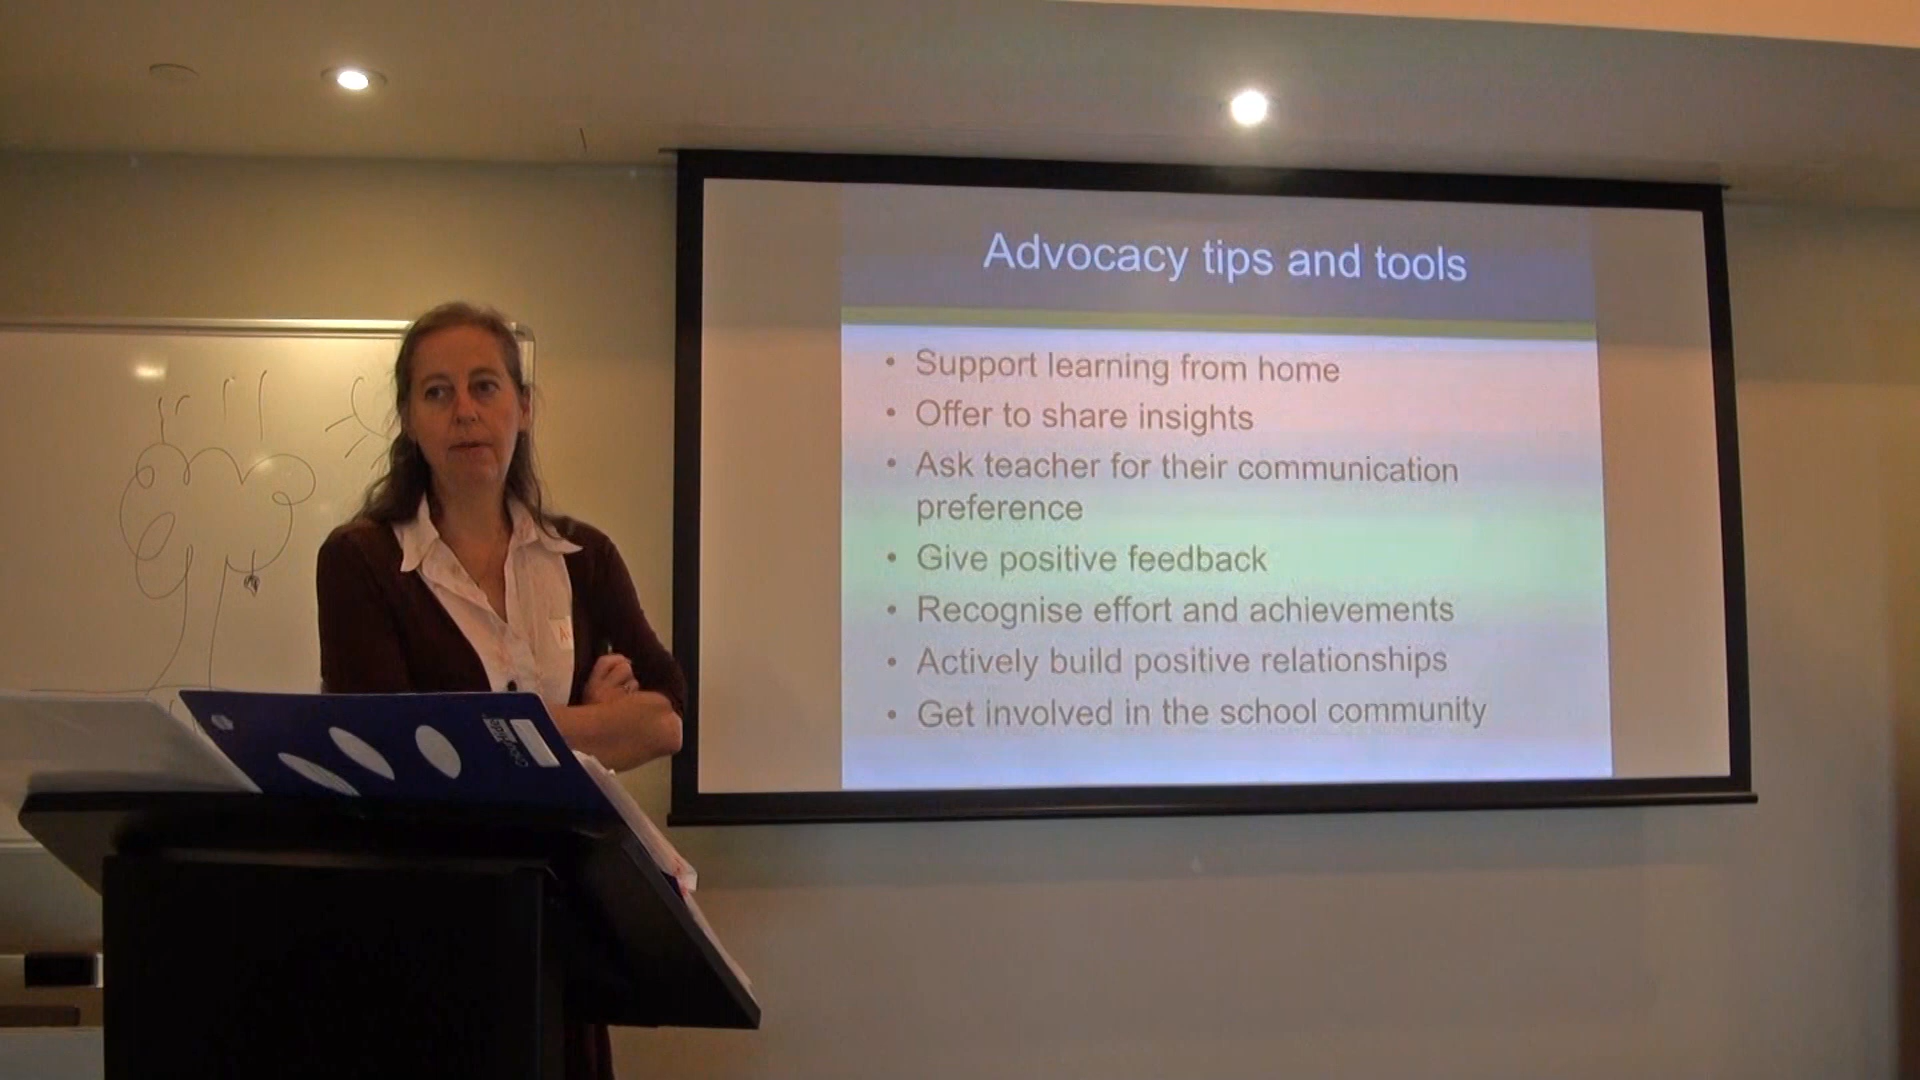 Advocacy tips and tools
• Support learning from home
• Offer to share insights
• Ask teacher for their communication
preference
• Give positive feedback
• Recognise effort and achievements
• Actively build positive relationships
• Get involved in the school community